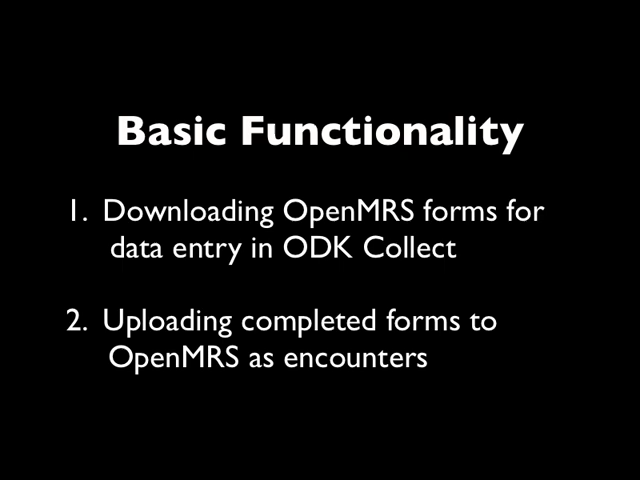 Basic Functionality
1. Downloading OpenMRS forms for
data entry in ODK Collect
2. Uploading completed forms to
OpenMRS as encounters